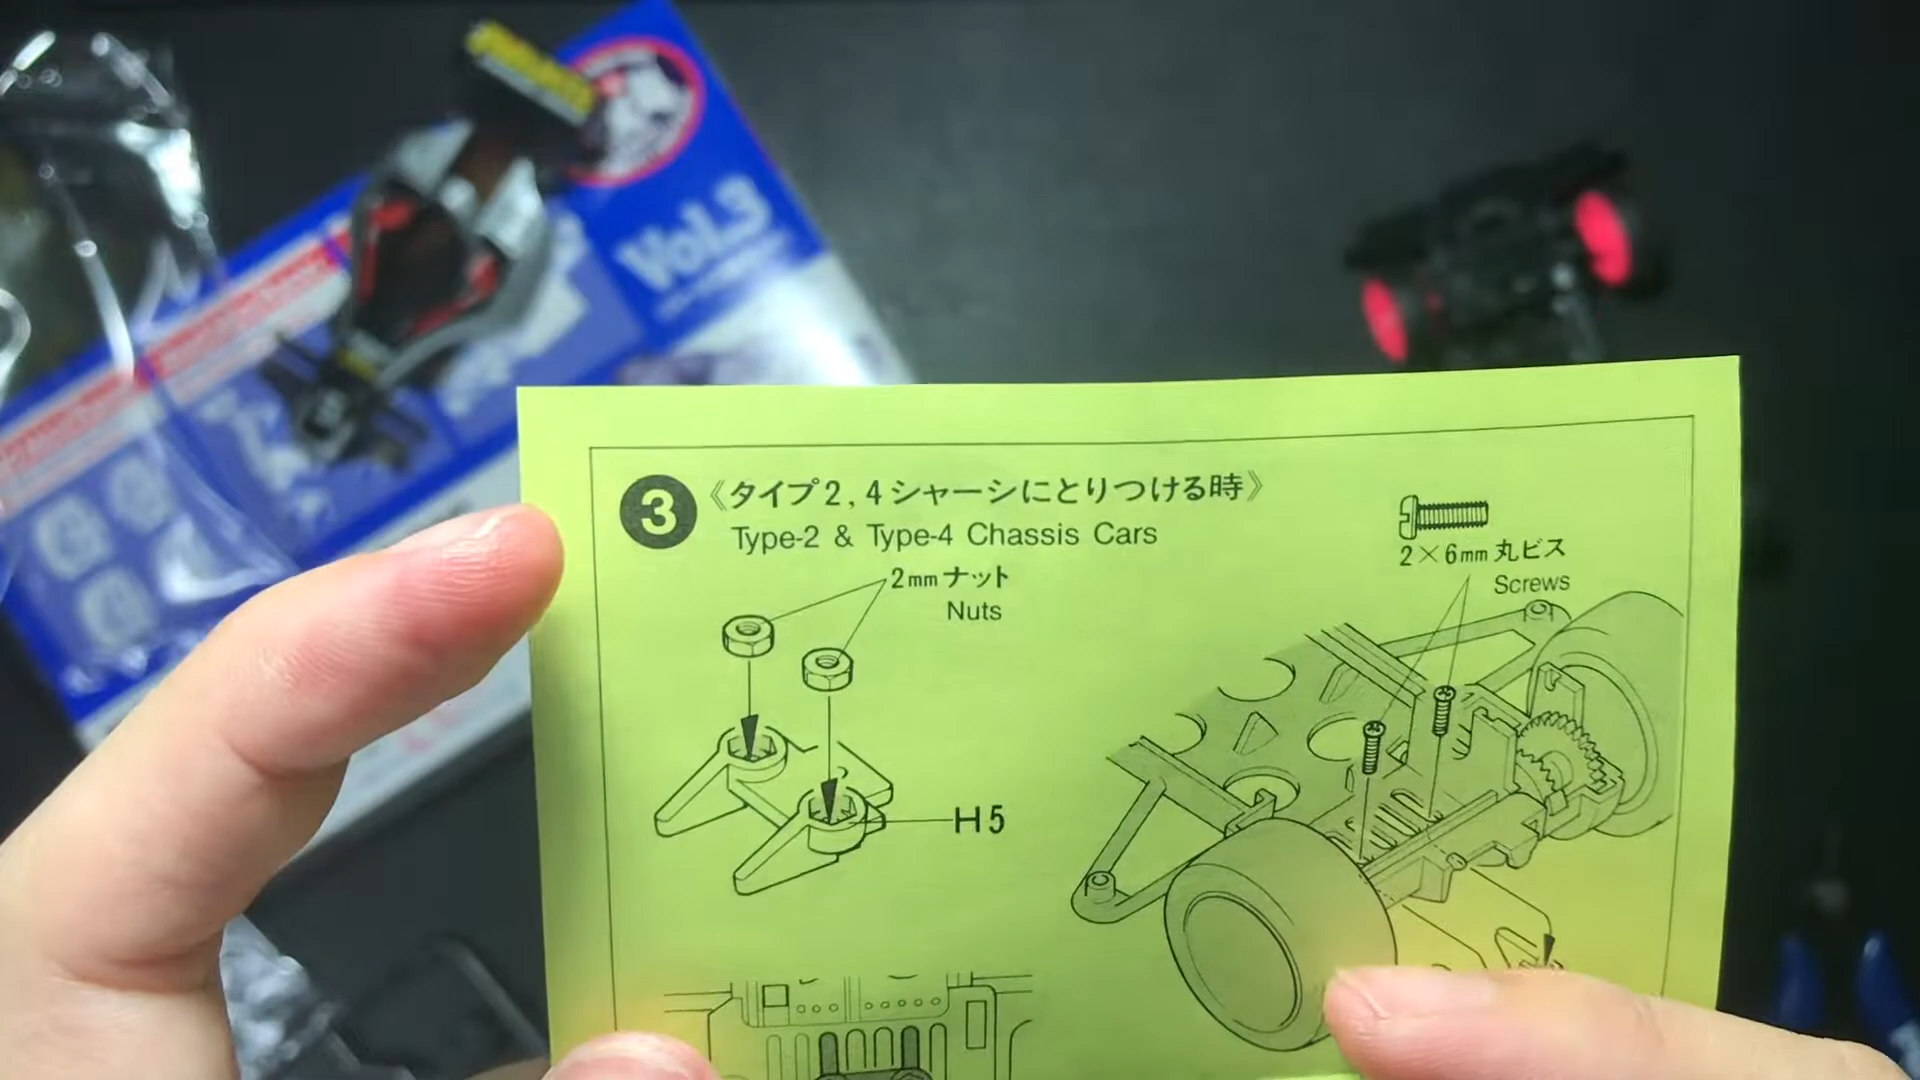 Vol.3
3 《タイプ2,4シャーシにとりつける時》
Type-2 & Type-4 Chassis Cars
2mmナット
Nuts
H5
2×6mm丸ビス
Screws